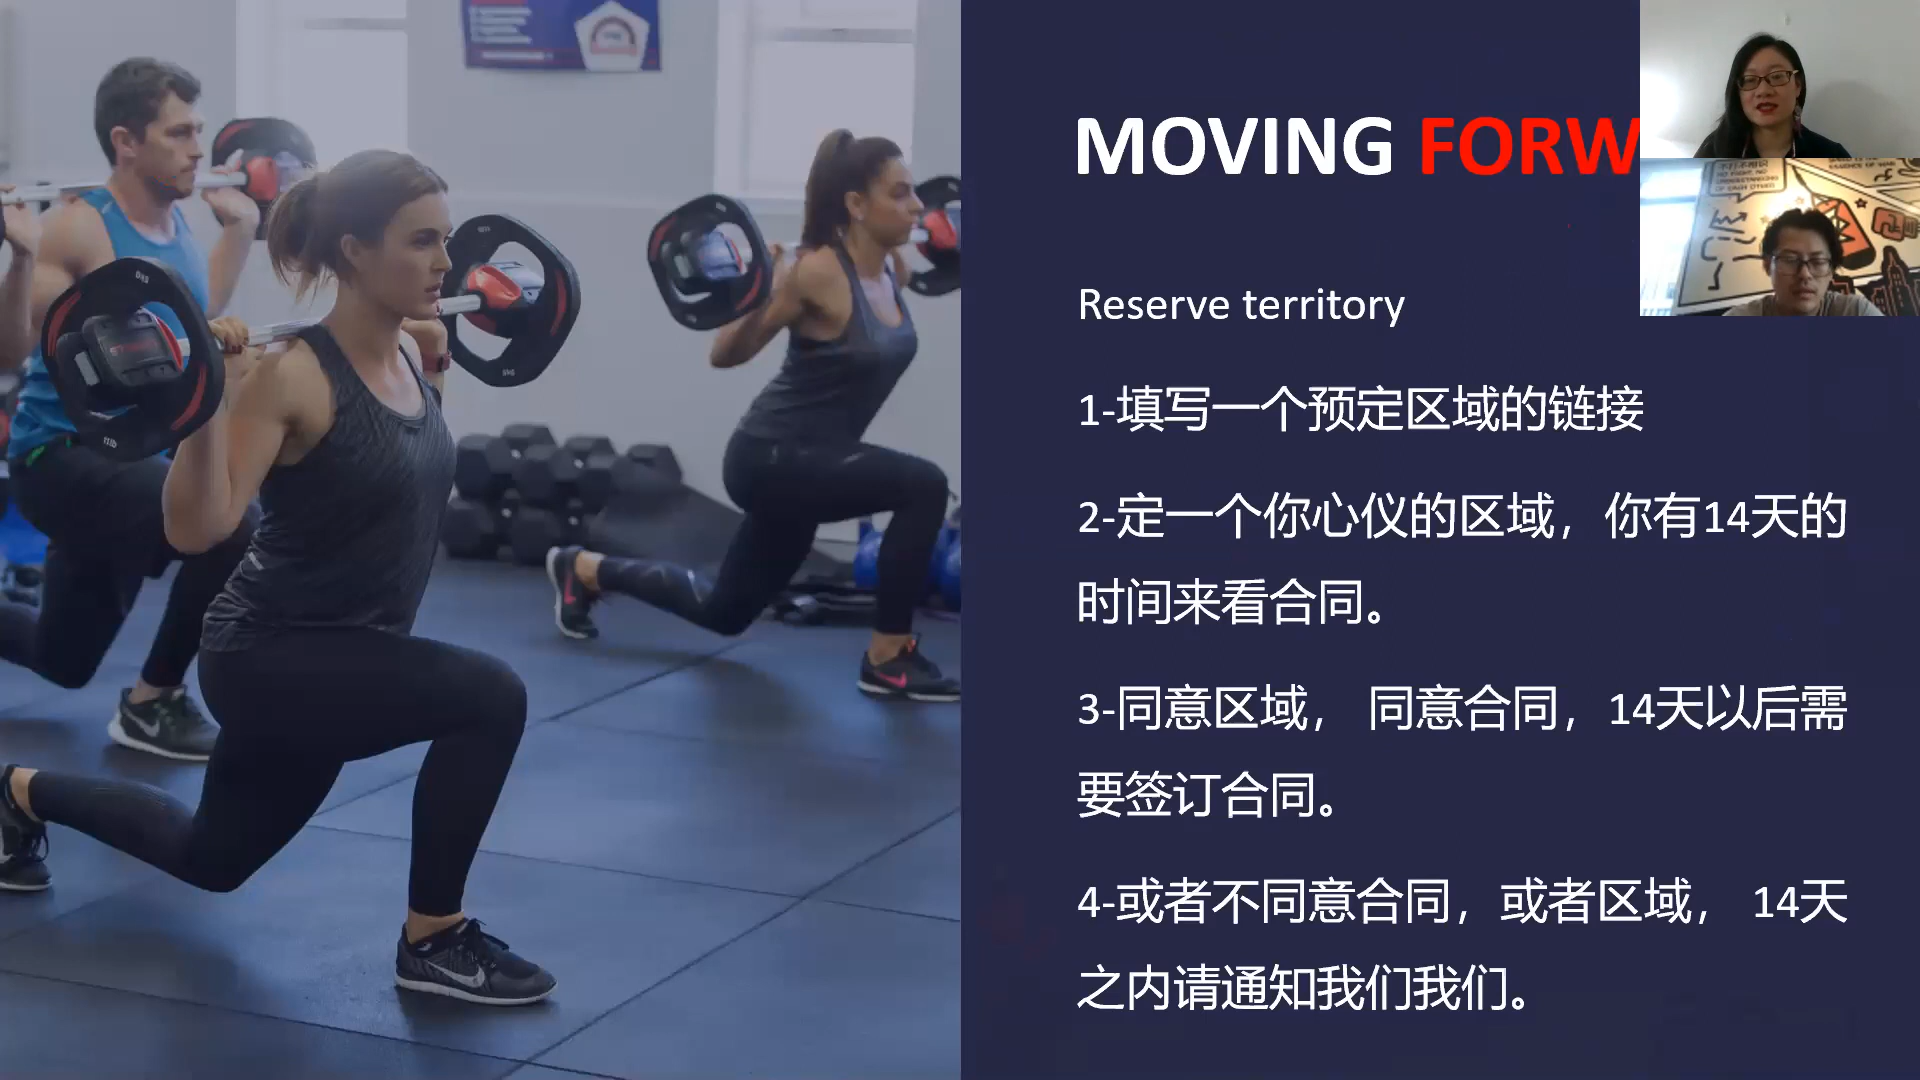 MOVING FORW
Reserve territory
1-填写一个预定区域的链接
2-定一个你心仪的区域，你有14天的
时间来看合同。
3-同意区域， 同意合同，14天以后需
要签订合同。
4-或者不同意合同，或者区域， 14天
之内请通知我们我们。